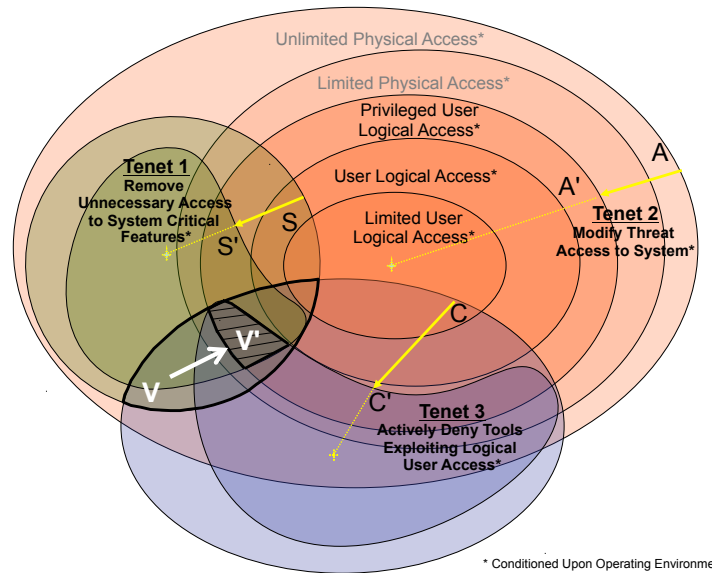 Unlimited Physical Access*
Limited Physical Access*
Privileged User
Logical Access*
User Logical Access*
Limited User
Logical Access*
Tenet 1
Remove
Unnecessary Access
to System Critical
Features*
S
S'
A
A'
Tenet 2
Modify Threat
Access to System*
C
C'
V
V'
Tenet 3
Actively Deny Tools
Exploiting Logical
User Access*
* Conditioned Upon Operating Environme